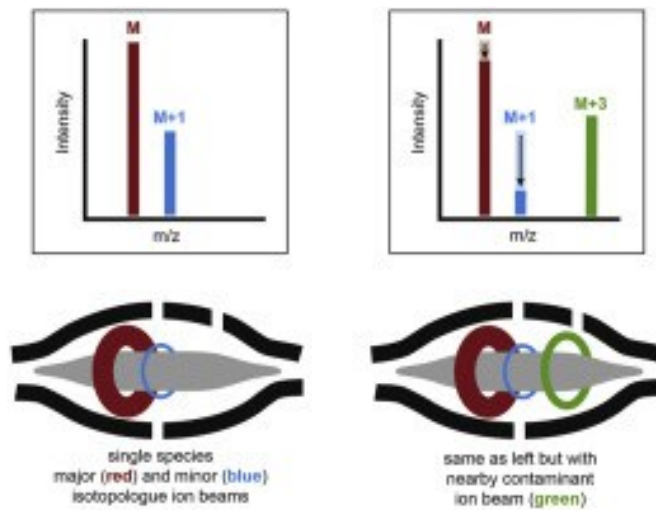 M
M+1
Intensity
m/z
M
M+1
M+3
Intensity
m/z
single species
major (red) and minor (blue)
isotopologue ion beams
same as left but with
nearby contaminant
ion beam (green)